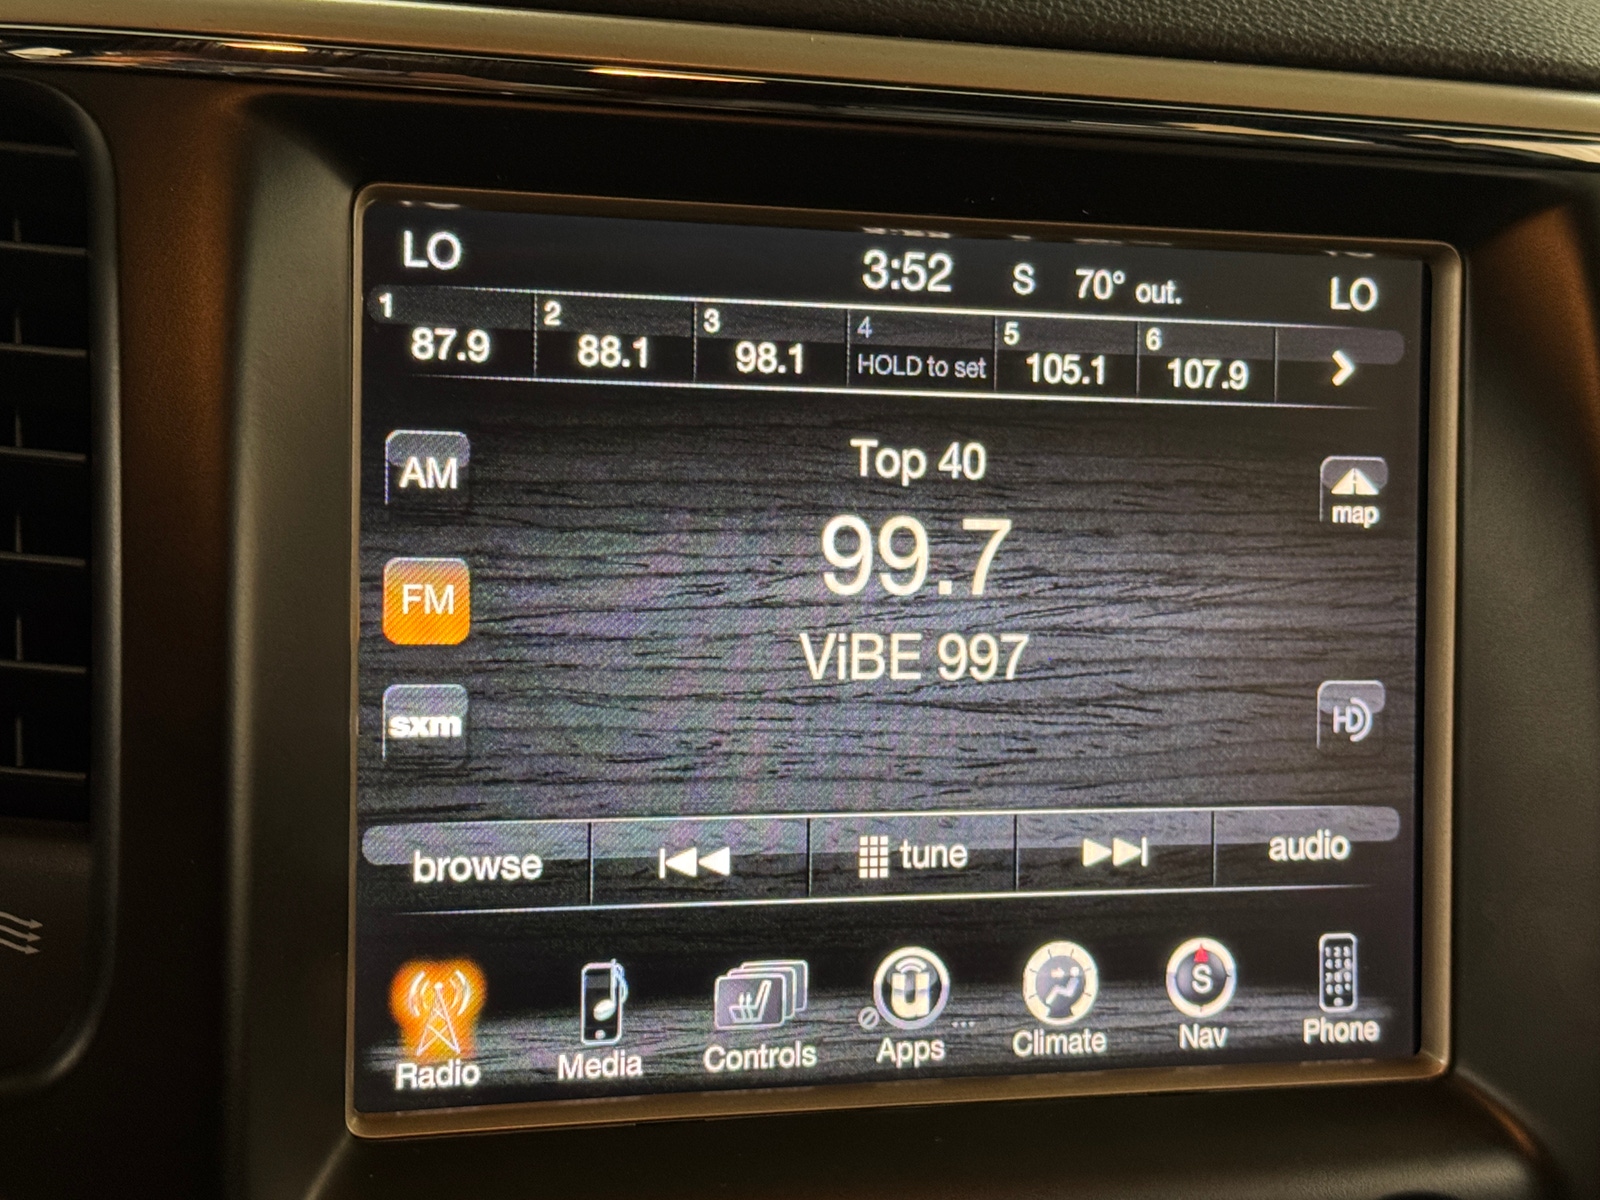 LO 3:52 S 70° out. LO
1 2 3 4 5 6
87.9 88.1 98.1 HOLD to set 105.1 107.9
AM Top 40 map
99.7
FM
ViBE 997
sxm HD
browse tune audio
S
Radio Media Controls Apps Climate Nav Phone